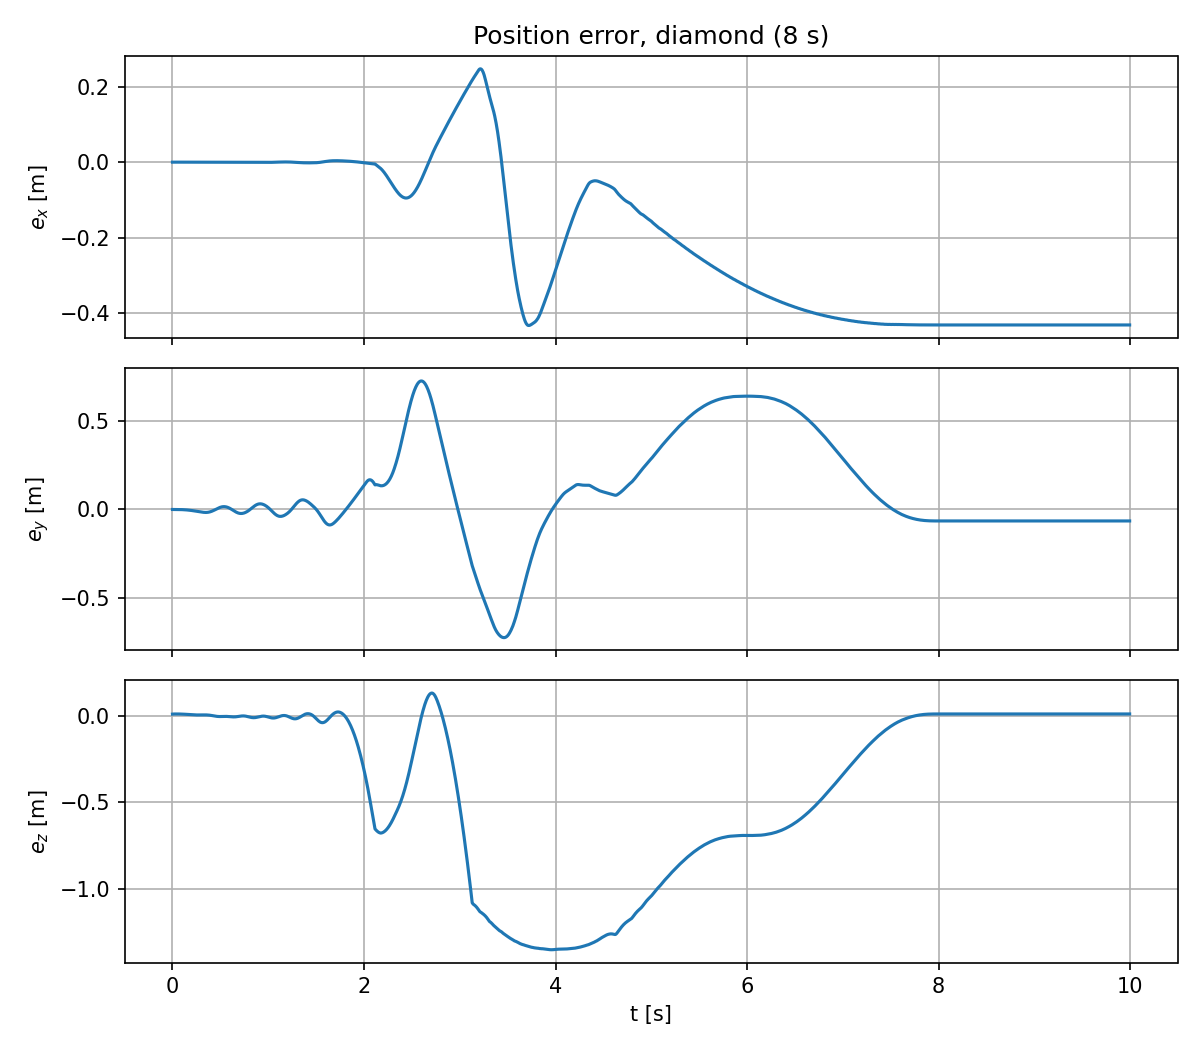 Position error, diamond (8 s)
0.2
0.0
−0.2
−0.4
e_x [m]
0.5
0.0
−0.5
e_y [m]
0.0
−0.5
−1.0
e_z [m]
0 2 4 6 8 10
t [s]